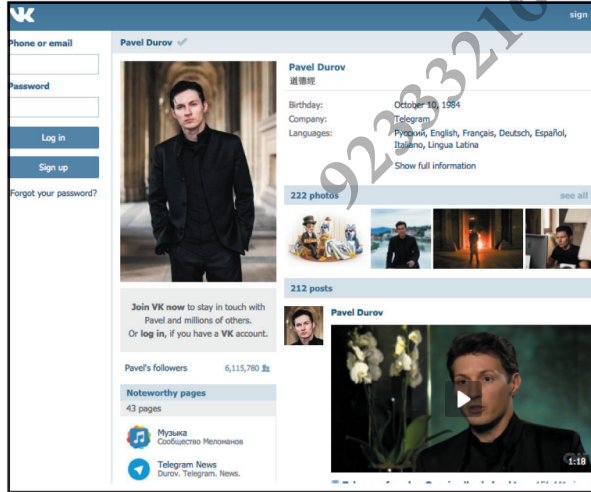 VK
sign
Phone or email
Password
Log in
Sign up
Forgot your password?
Pavel Durov
Pavel Durov
道德經
Birthday: October 10, 1984
Company: Telegram
Languages: Русский, English, Français, Deutsch, Español,
Italiano, Lingua Latina
Show full information
222 photos see all
212 posts
Pavel Durov
1:18
Join VK now to stay in touch with
Pavel and millions of others.
Or log in, if you have a VK account.
Pavel's followers 6,115,780
Noteworthy pages
43 pages
Музыка
Сообщество Меломанов
Telegram News
Durov. Telegram. News.